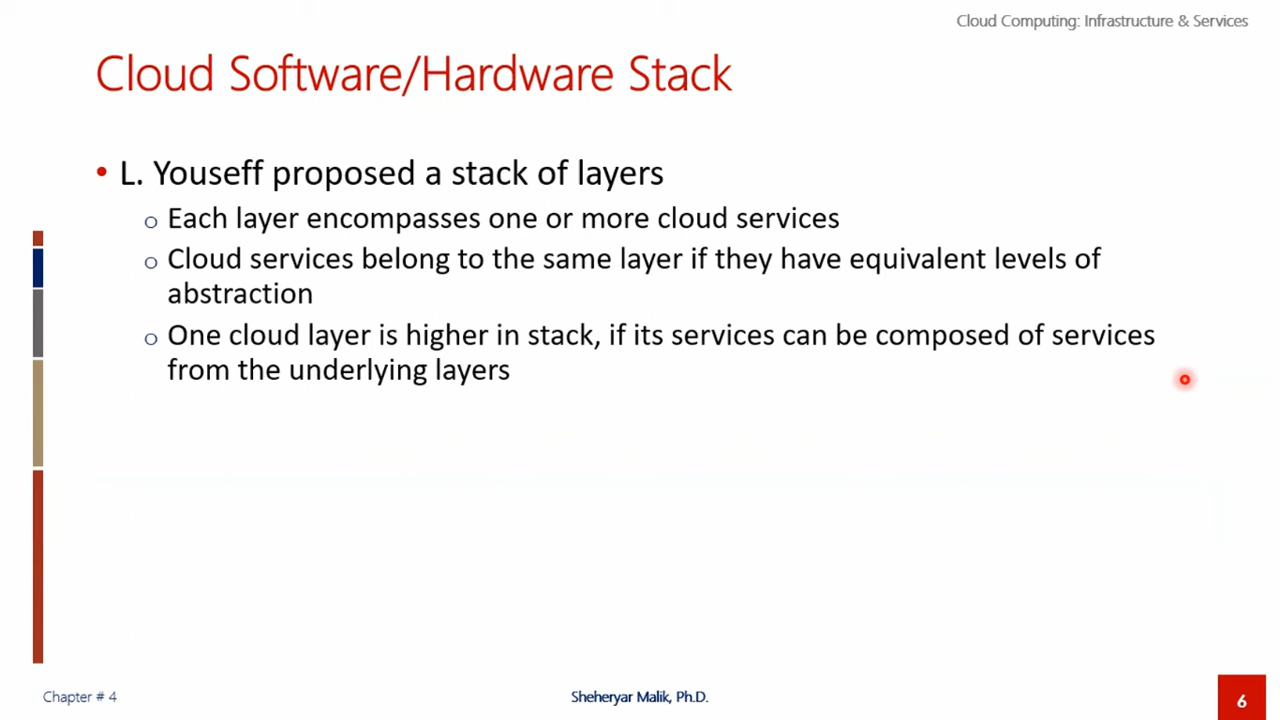 Cloud Computing: Infrastructure & Services
Cloud Software/Hardware Stack
• L. Youseff proposed a stack of layers
o Each layer encompasses one or more cloud services
o Cloud services belong to the same layer if they have equivalent levels of
abstraction
o One cloud layer is higher in stack, if its services can be composed of services
from the underlying layers
Chapter # 4
Sheheryar Malik, Ph.D.
6